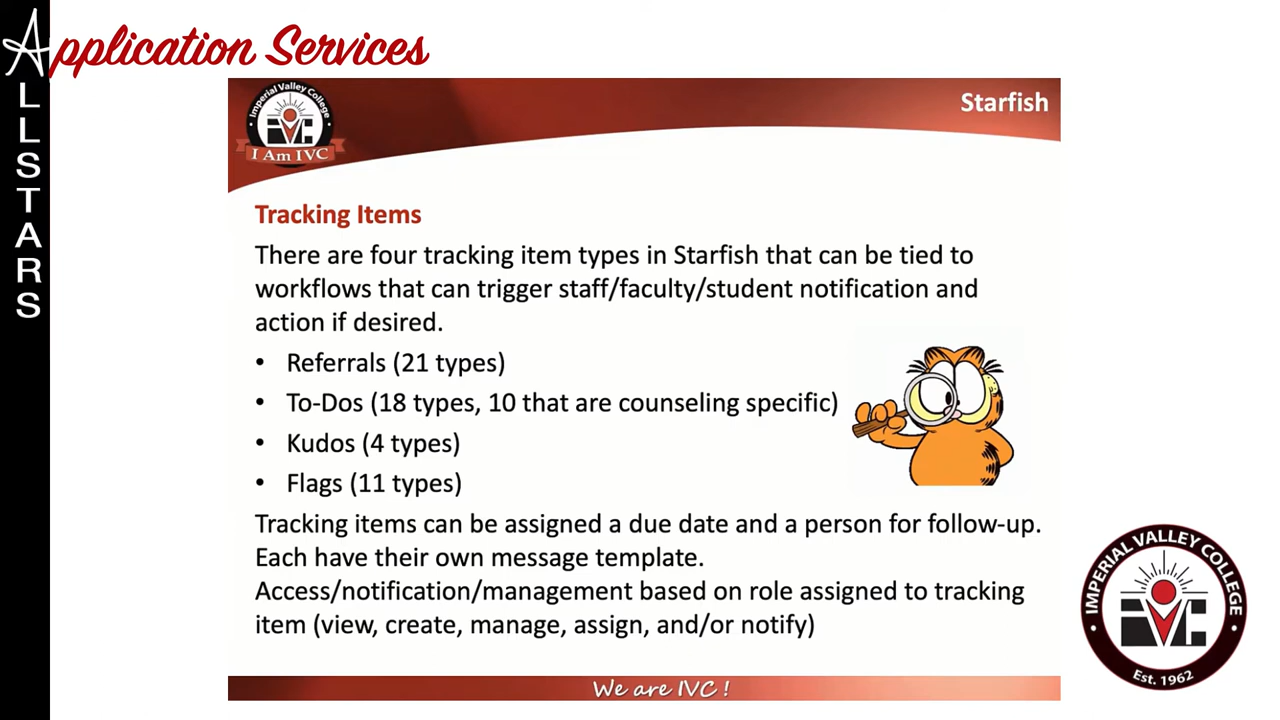 Application Services
ALLSTARS
Imperial Valley College
IVC
I Am IVC
Starfish
Tracking Items
There are four tracking item types in Starfish that can be tied to
workflows that can trigger staff/faculty/student notification and
action if desired.
• Referrals (21 types)
• To-Dos (18 types, 10 that are counseling specific)
• Kudos (4 types)
• Flags (11 types)
Tracking items can be assigned a due date and a person for follow-up.
Each have their own message template.
Access/notification/management based on role assigned to tracking
item (view, create, manage, assign, and/or notify)
We are IVC !
IMPERIAL VALLEY COLLEGE
IVC
Est. 1962